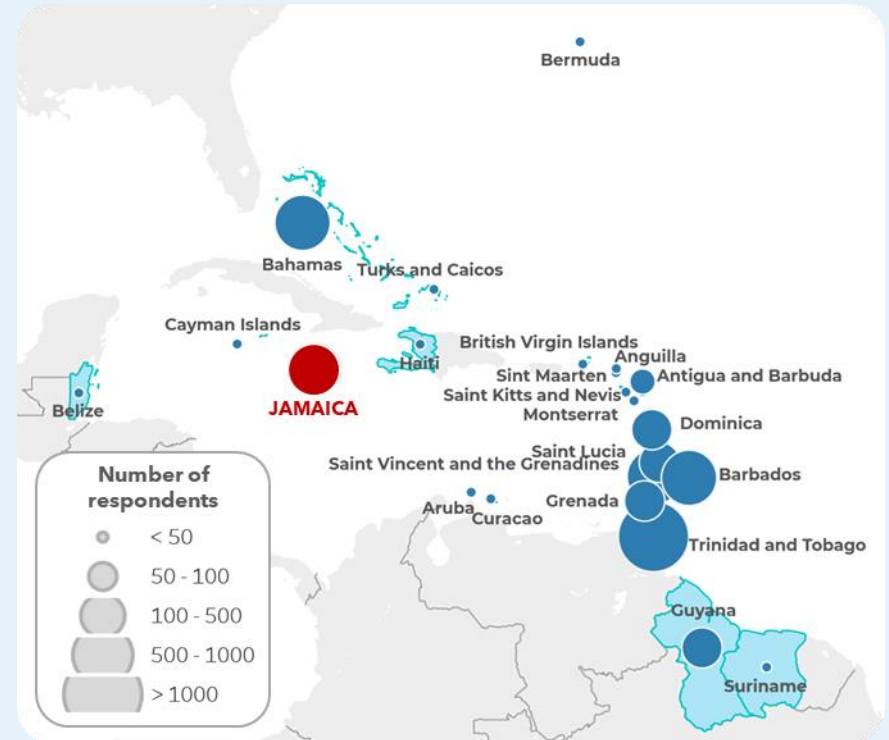 Bermuda
Bahamas
Turks and Caicos
Cayman Islands
British Virgin Islands
Haiti
Anguilla
Sint Maarten
Antigua and Barbuda
Belize
Saint Kitts and Nevis
JAMAICA
Montserrat
Dominica
Saint Lucia
Saint Vincent and the Grenadines
Barbados
Number of
respondents
Aruba
Grenada
Curacao
< 50
Trinidad and Tobago
50 - 100
Guyana
100 - 500
500 - 1000
Suriname
> 1000